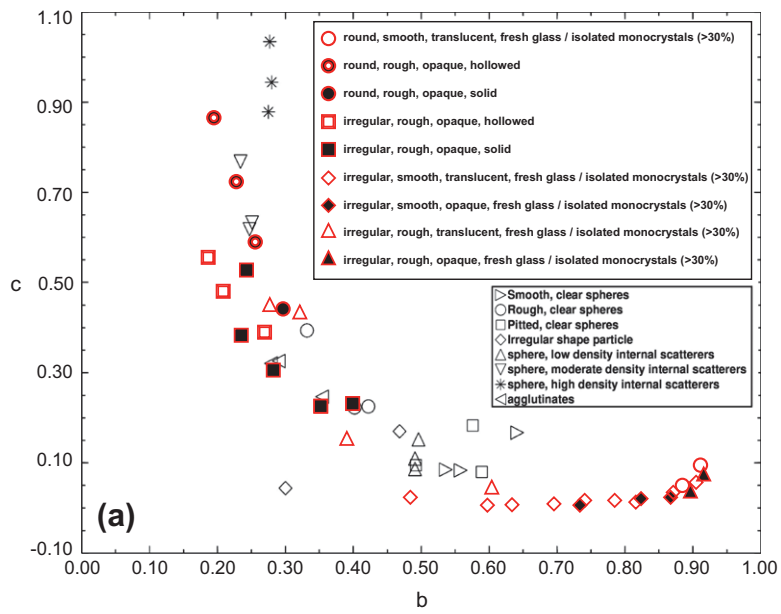 1.10
0.90
0.70
0.50
0.30
0.10
-0.10
c
round, smooth, translucent, fresh glass / isolated monocrystals (>30%)
round, rough, opaque, hollowed
round, rough, opaque, solid
irregular, rough, opaque, hollowed
irregular, rough, opaque, solid
irregular, smooth, translucent, fresh glass / isolated monocrystals (>30%)
irregular, smooth, opaque, fresh glass / isolated monocrystals (>30%)
irregular, rough, translucent, fresh glass / isolated monocrystals (>30%)
irregular, rough, opaque, fresh glass / isolated monocrystals (>30%)
Smooth, clear spheres
Rough, clear spheres
Pitted, clear spheres
Irregular shape particle
sphere, low density internal scatterers
sphere, moderate density internal scatterers
sphere, high density internal scatterers
agglutinates
(a)
0.00 0.10 0.20 0.30 0.40 0.50 0.60 0.70 0.80 0.90 1.00
b